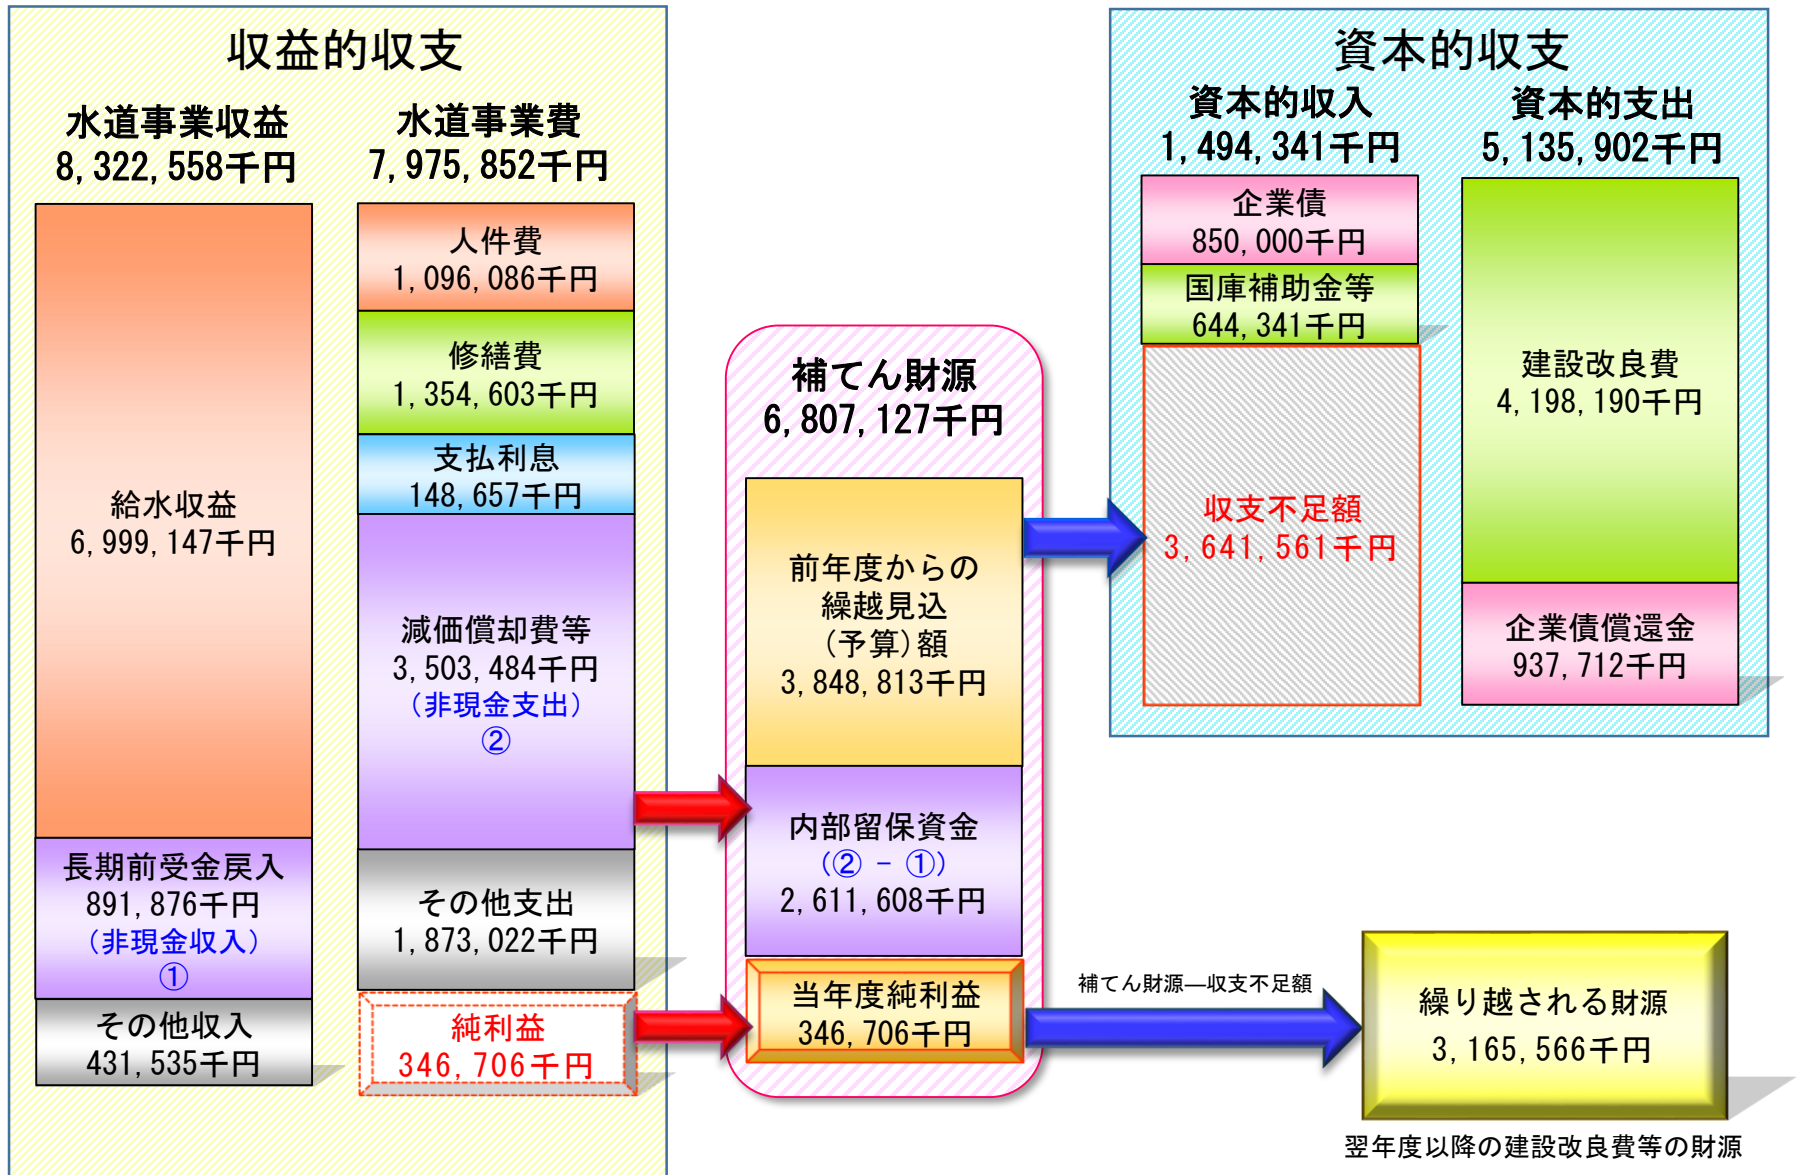 収益的収支
水道事業収益
8,322,558千円
給水収益
6,999,147千円
長期前受金戻入
891,876千円
(非現金収入)
①
その他収入
431,535千円
水道事業費
7,975,852千円
人件費
1,096,086千円
修繕費
1,354,603千円
支払利息
148,657千円
減価償却費等
3,503,484千円
(非現金支出)
②
その他支出
1,873,022千円
純利益
346,706千円
補てん財源
6,807,127千円
前年度からの
繰越見込
(予算)額
3,848,813千円
内部留保資金
(② - ①)
2,611,608千円
当年度純利益
346,706千円
資本的収支
資本的収入
1,494,341千円
企業債
850,000千円
国庫補助金等
644,341千円
収支不足額
3,641,561千円
資本的支出
5,135,902千円
建設改良費
4,198,190千円
企業債償還金
937,712千円
補てん財源―収支不足額
繰り越される財源
3,165,566千円
翌年度以降の建設改良費等の財源